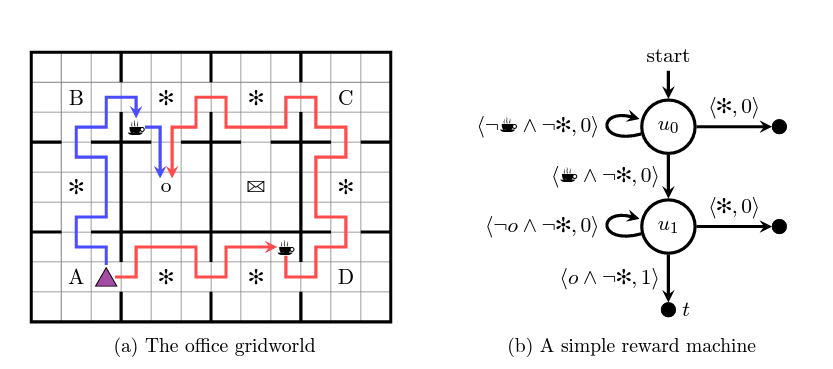 B ✻ ✻ C
✻ o ✉ ✻
A ✻ ✻ D
(a) The office gridworld
start
⟨¬☕ ∧ ¬✻, 0⟩ u₀ ⟨✻, 0⟩
⟨☕ ∧ ¬✻, 0⟩
⟨¬o ∧ ¬✻, 0⟩ u₁ ⟨✻, 0⟩
⟨o ∧ ¬✻, 1⟩
t
(b) A simple reward machine